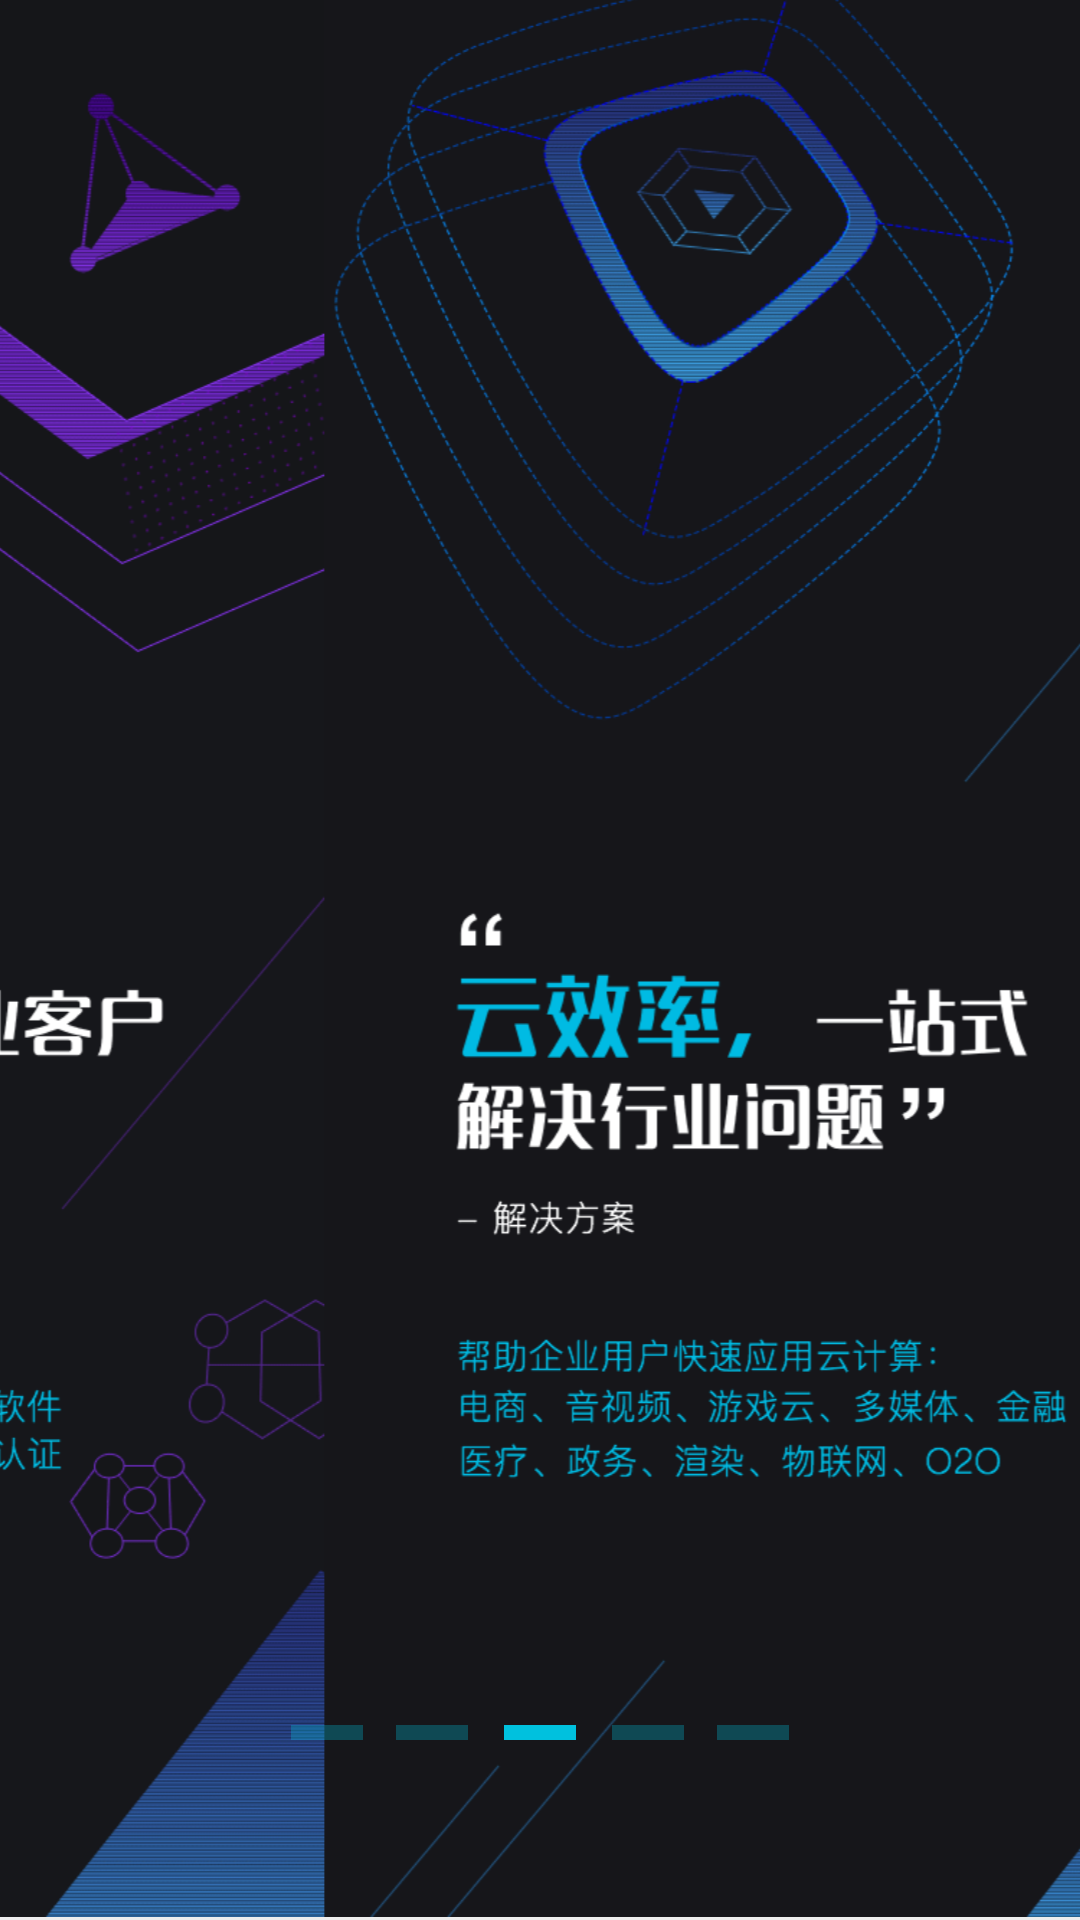 业客户
软件
认证
“
云效率，一站式
解决行业问题”
– 解决方案
帮助企业用户快速应用云计算：
电商、音视频、游戏云、多媒体、金融
医疗、政务、渲染、物联网、O2O